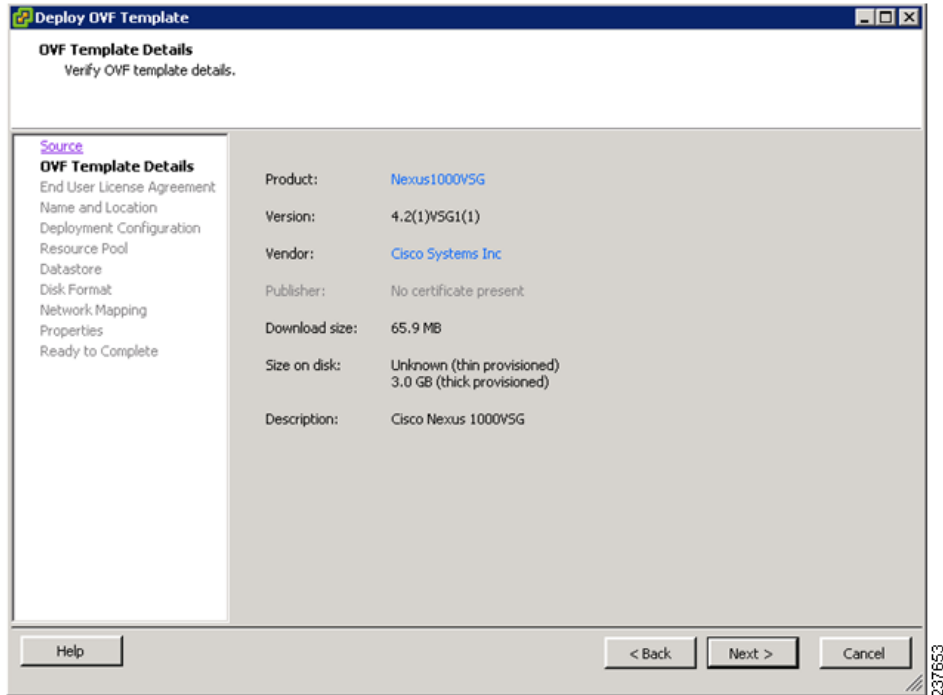 Deploy OVF Template
OVF Template Details
Verify OVF template details.
Source
OVF Template Details
End User License Agreement
Name and Location
Deployment Configuration
Resource Pool
Datastore
Disk Format
Network Mapping
Properties
Ready to Complete
Product: Nexus1000VSG
Version: 4.2(1)VSG1(1)
Vendor: Cisco Systems Inc
Publisher: No certificate present
Download size: 65.9 MB
Size on disk: Unknown (thin provisioned)
3.0 GB (thick provisioned)
Description: Cisco Nexus 1000VSG
Help
< Back
Next >
Cancel
237653